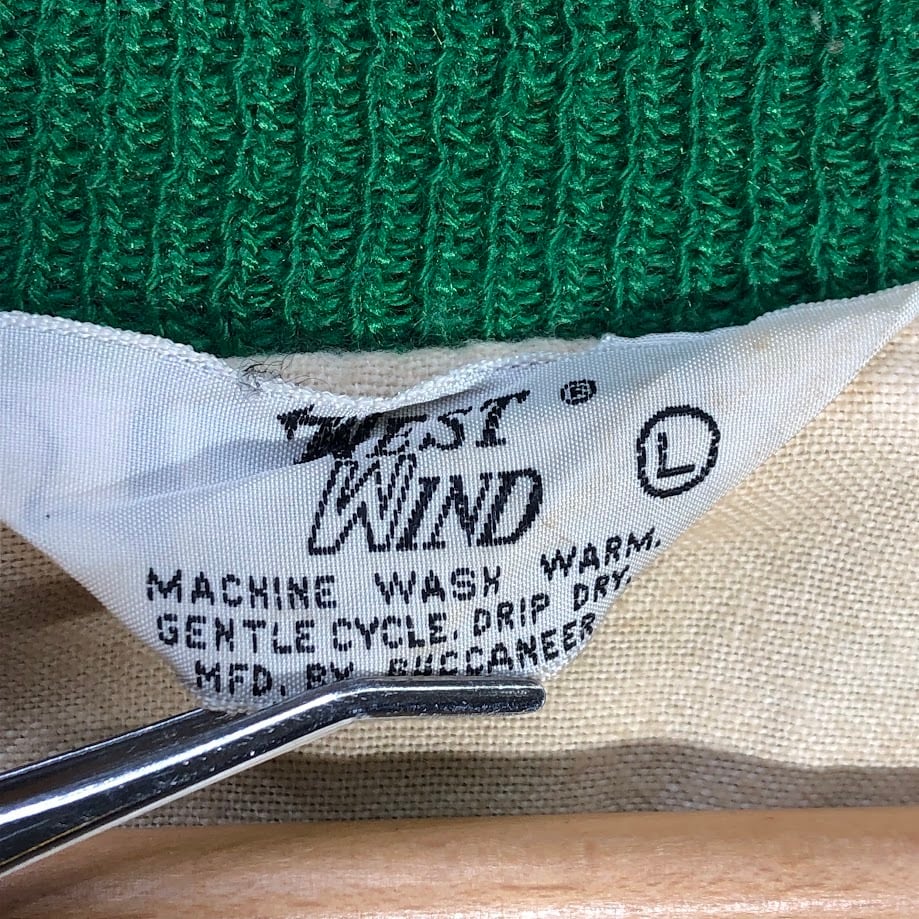 WEST ®
WIND
L
MACHINE WASH WARM.
GENTLE CYCLE. DRIP DRY.
MFD. BY BUCCANEER